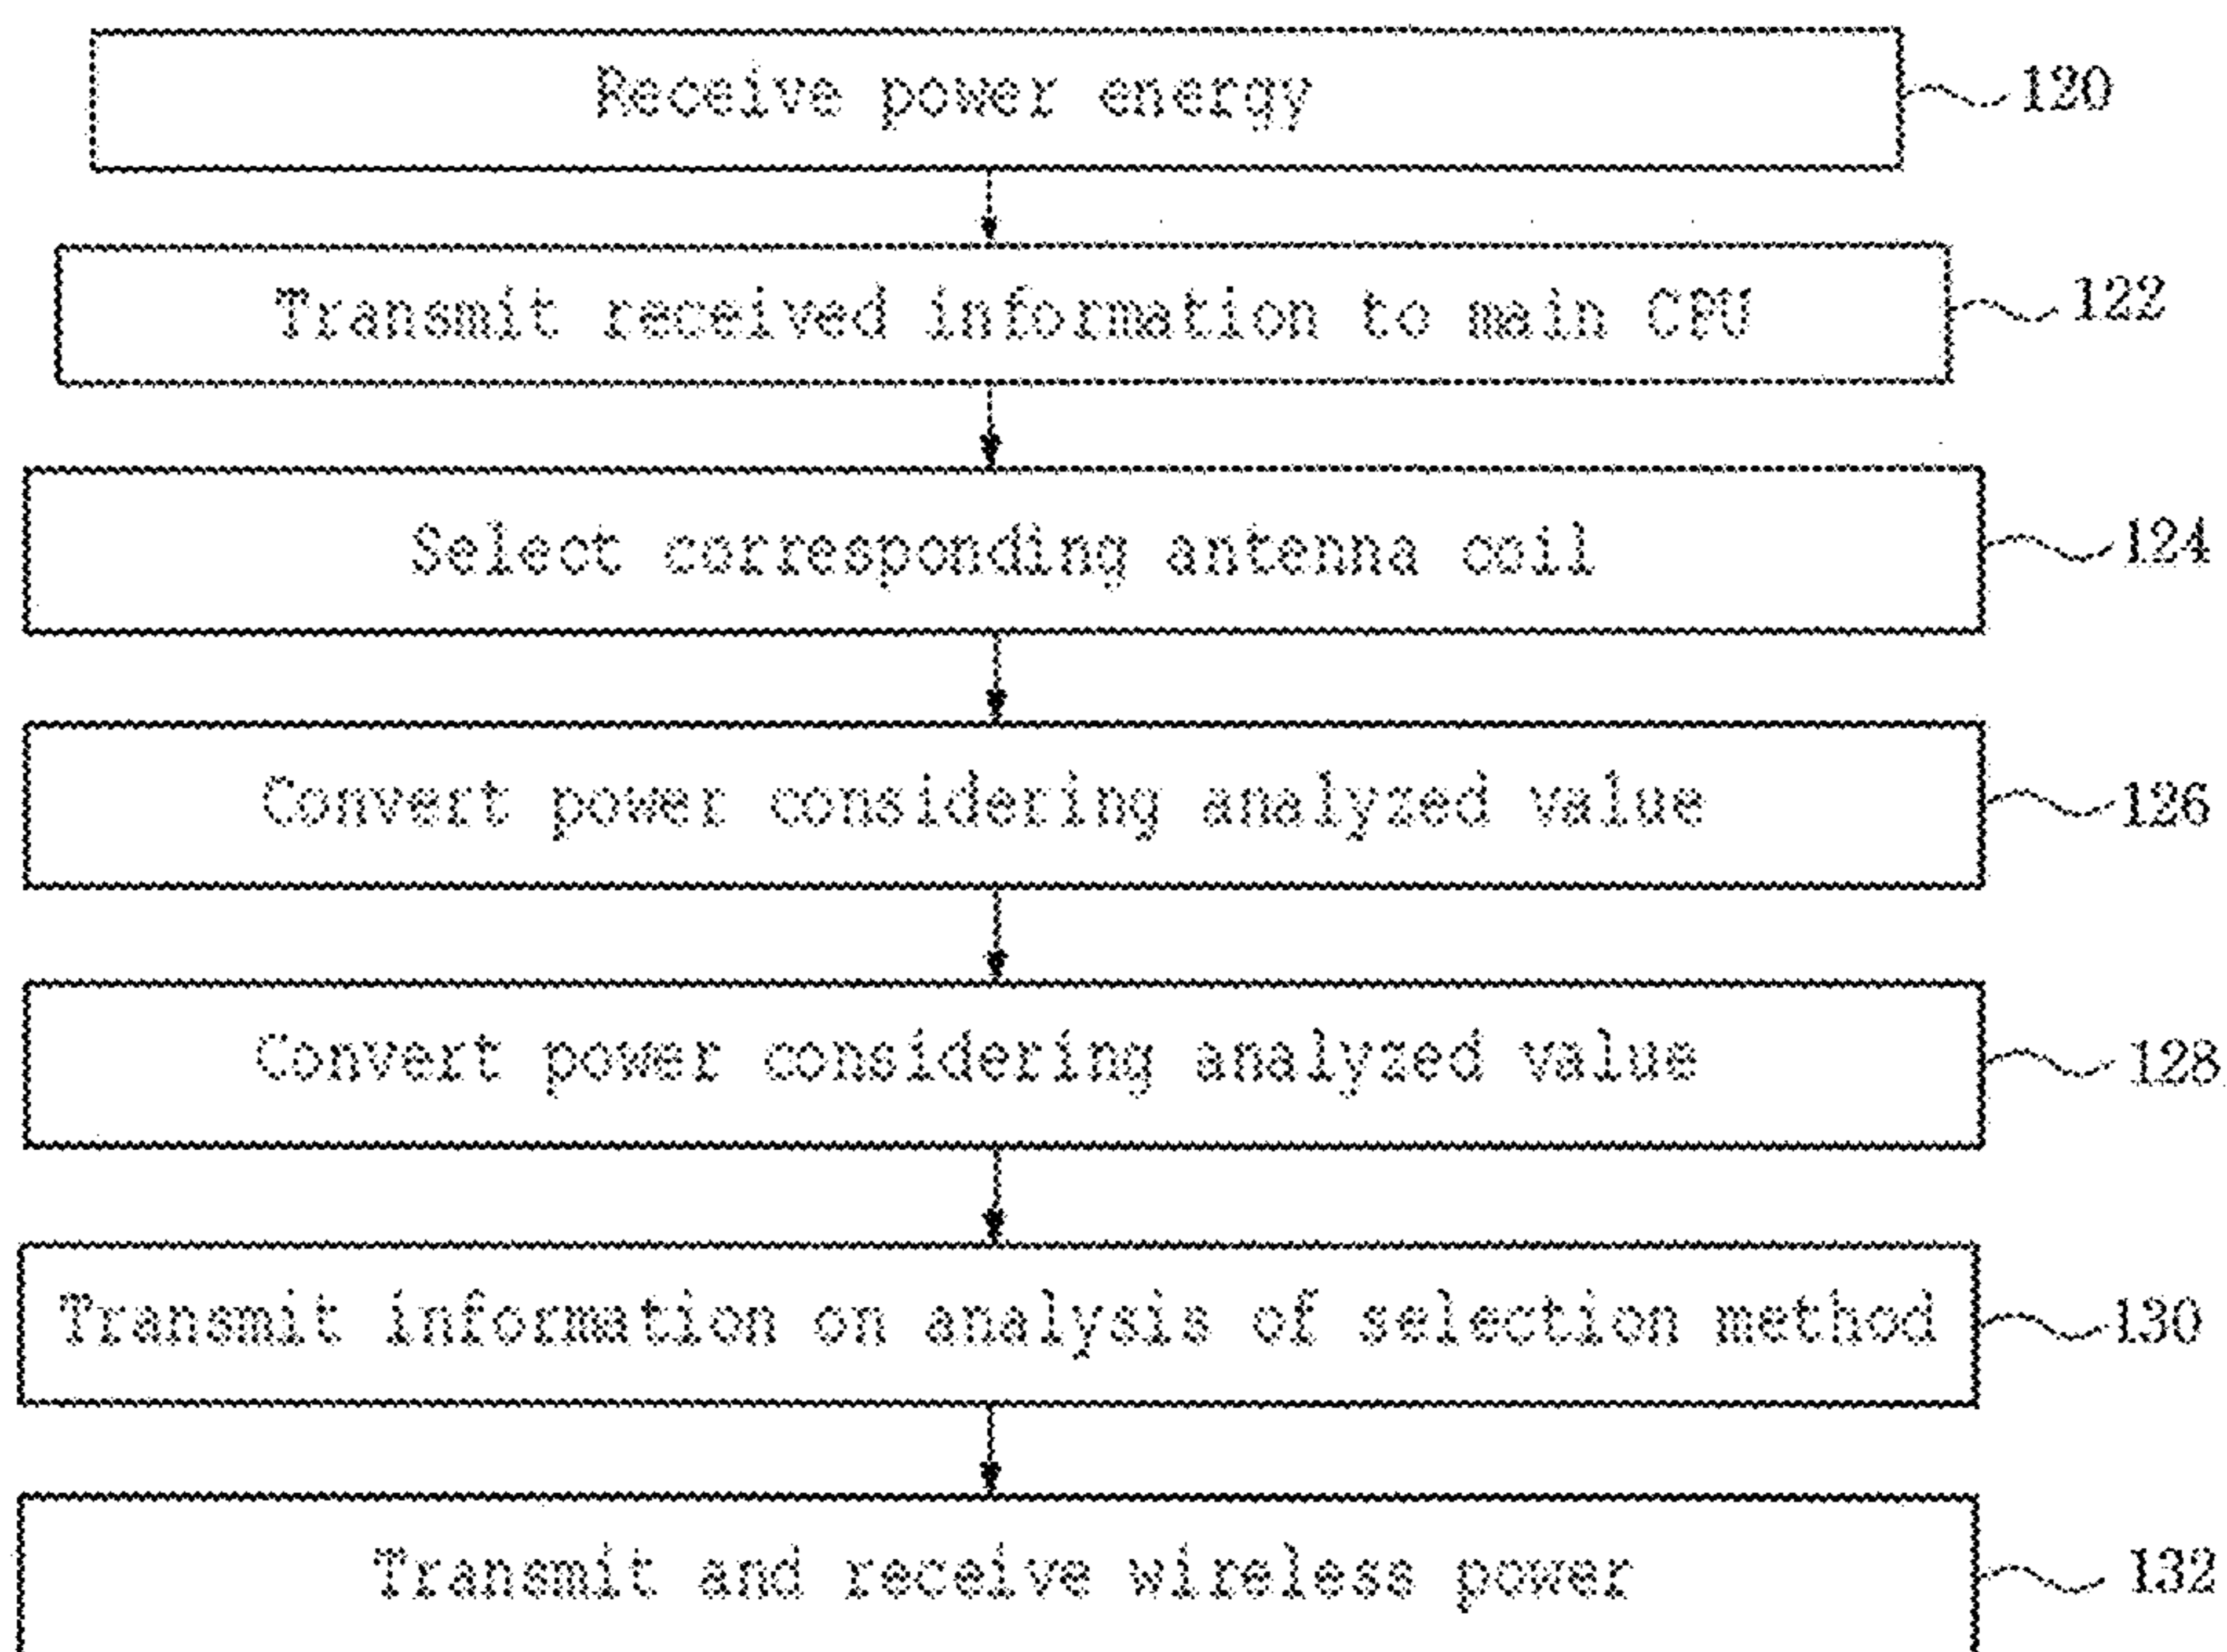 Receive power energy 120
Transmit received information to main CPU 122
Select corresponding antenna coil 124
Convert power considering analyzed value 126
Convert power considering analyzed value 128
Transmit information on analysis of selection method 130
Transmit and receive wireless power 132